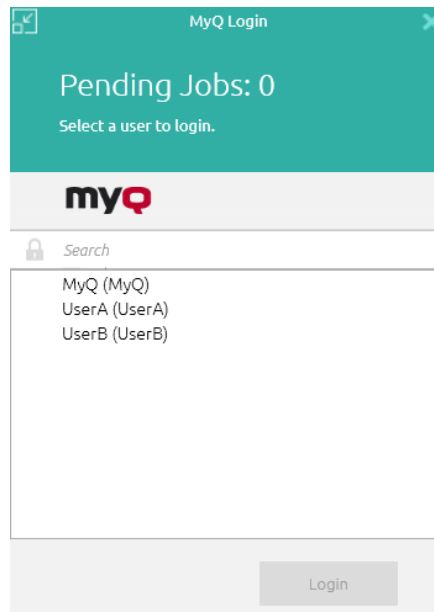 MyQ Login
Pending Jobs: 0
Select a user to login.
myQ
Search
MyQ (MyQ)
UserA (UserA)
UserB (UserB)
Login